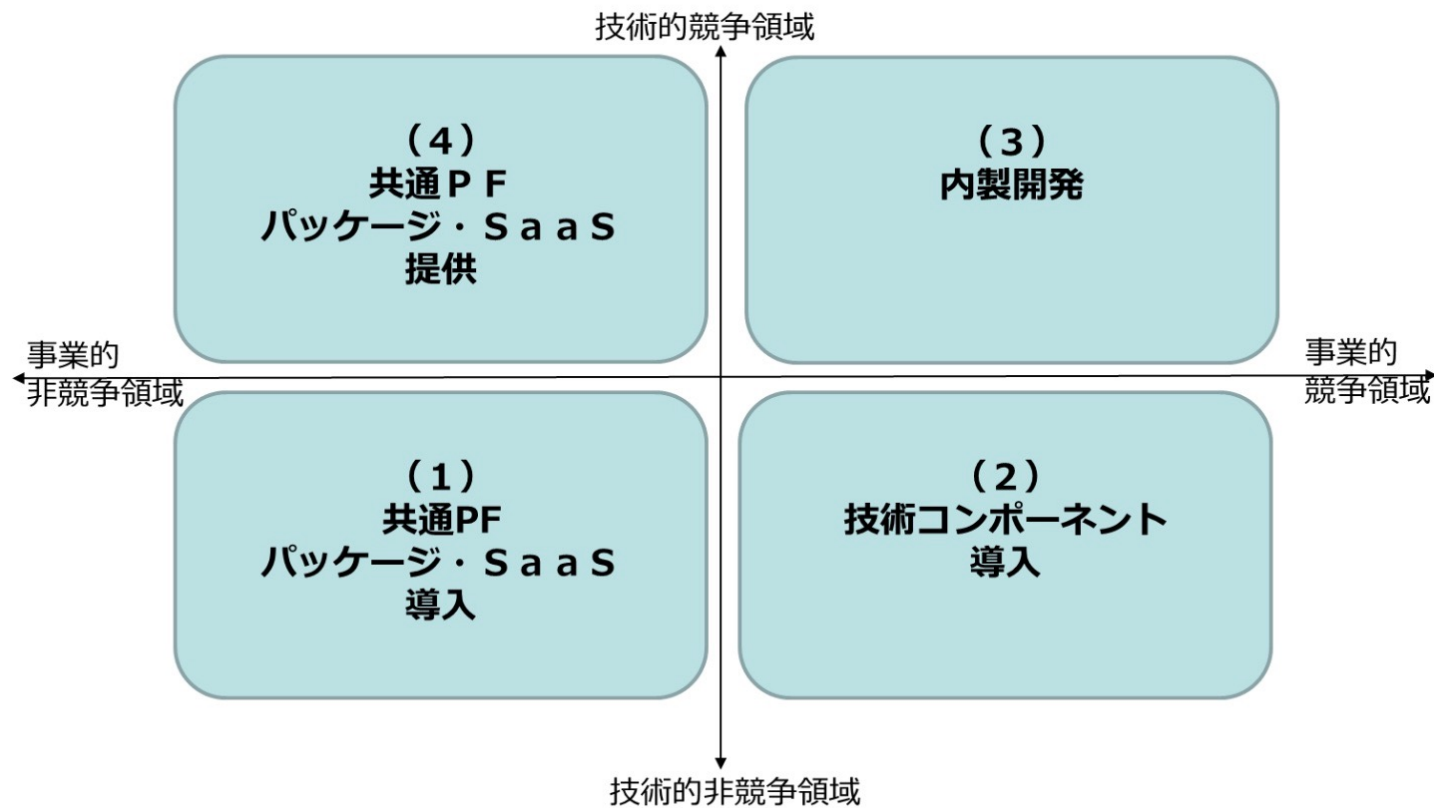 技術的競争領域
（４）
共通ＰＦ
パッケージ・ＳａａＳ
提供
（３）
内製開発
事業的
非競争領域
事業的
競争領域
（１）
共通PF
パッケージ・ＳａａＳ
導入
（２）
技術コンポーネント
導入
技術的非競争領域